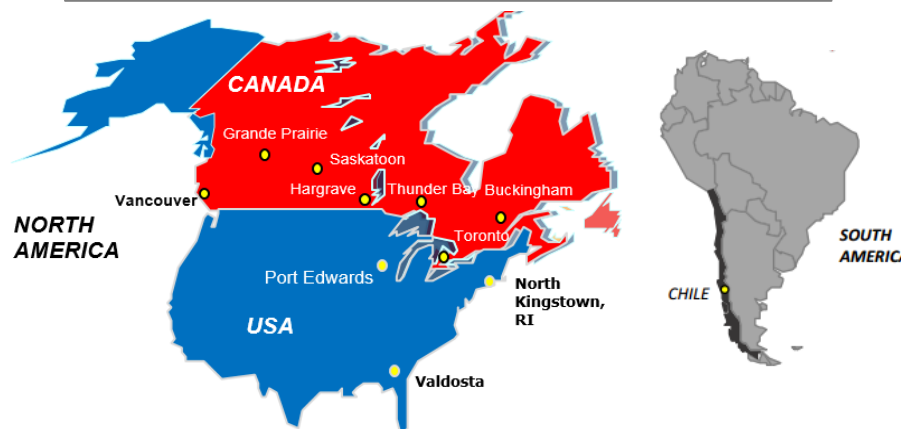 CANADA
Grande Prairie
Saskatoon
Hargrave
Thunder Bay
Buckingham
Vancouver
NORTH
AMERICA
Toronto
Port Edwards
North
Kingstown,
RI
USA
Valdosta
SOUTH
AMERICA
CHILE